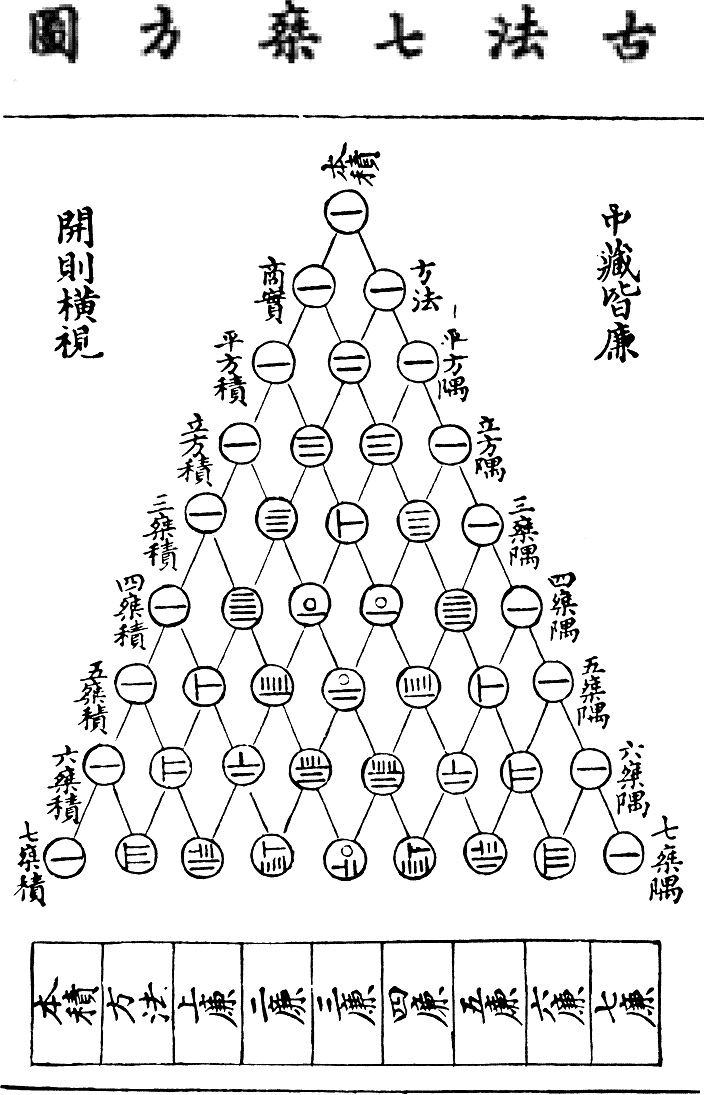 古法七乘方圖
中藏皆廉
開則橫視
本積
商實
方法
平方積
平方隅
立方積
立方隅
三乘積
三乘隅
四乘積
四乘隅
五乘積
五乘隅
六乘積
六乘隅
七乘積
七乘隅
本積
方法
上廉
二廉
三廉
四廉
五廉
六廉
七廉